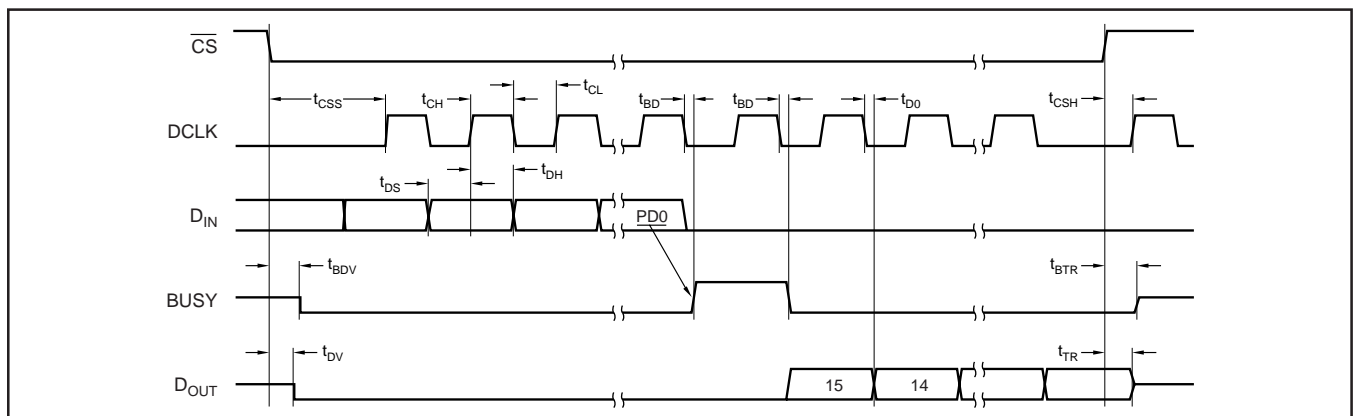 CS
tCSS
tCH
tCL
tBD
tBD
tD0
tCSH
DCLK
tDS
tDH
DIN
PD0
tBDV
tBTR
BUSY
tDV
tTR
DOUT
15
14